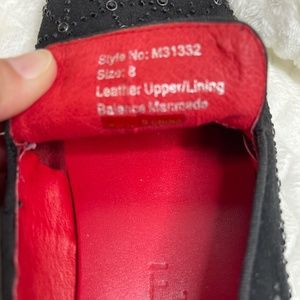 Style No: M31332
Size: 8
Leather Upper/Lining
Balance Manmade